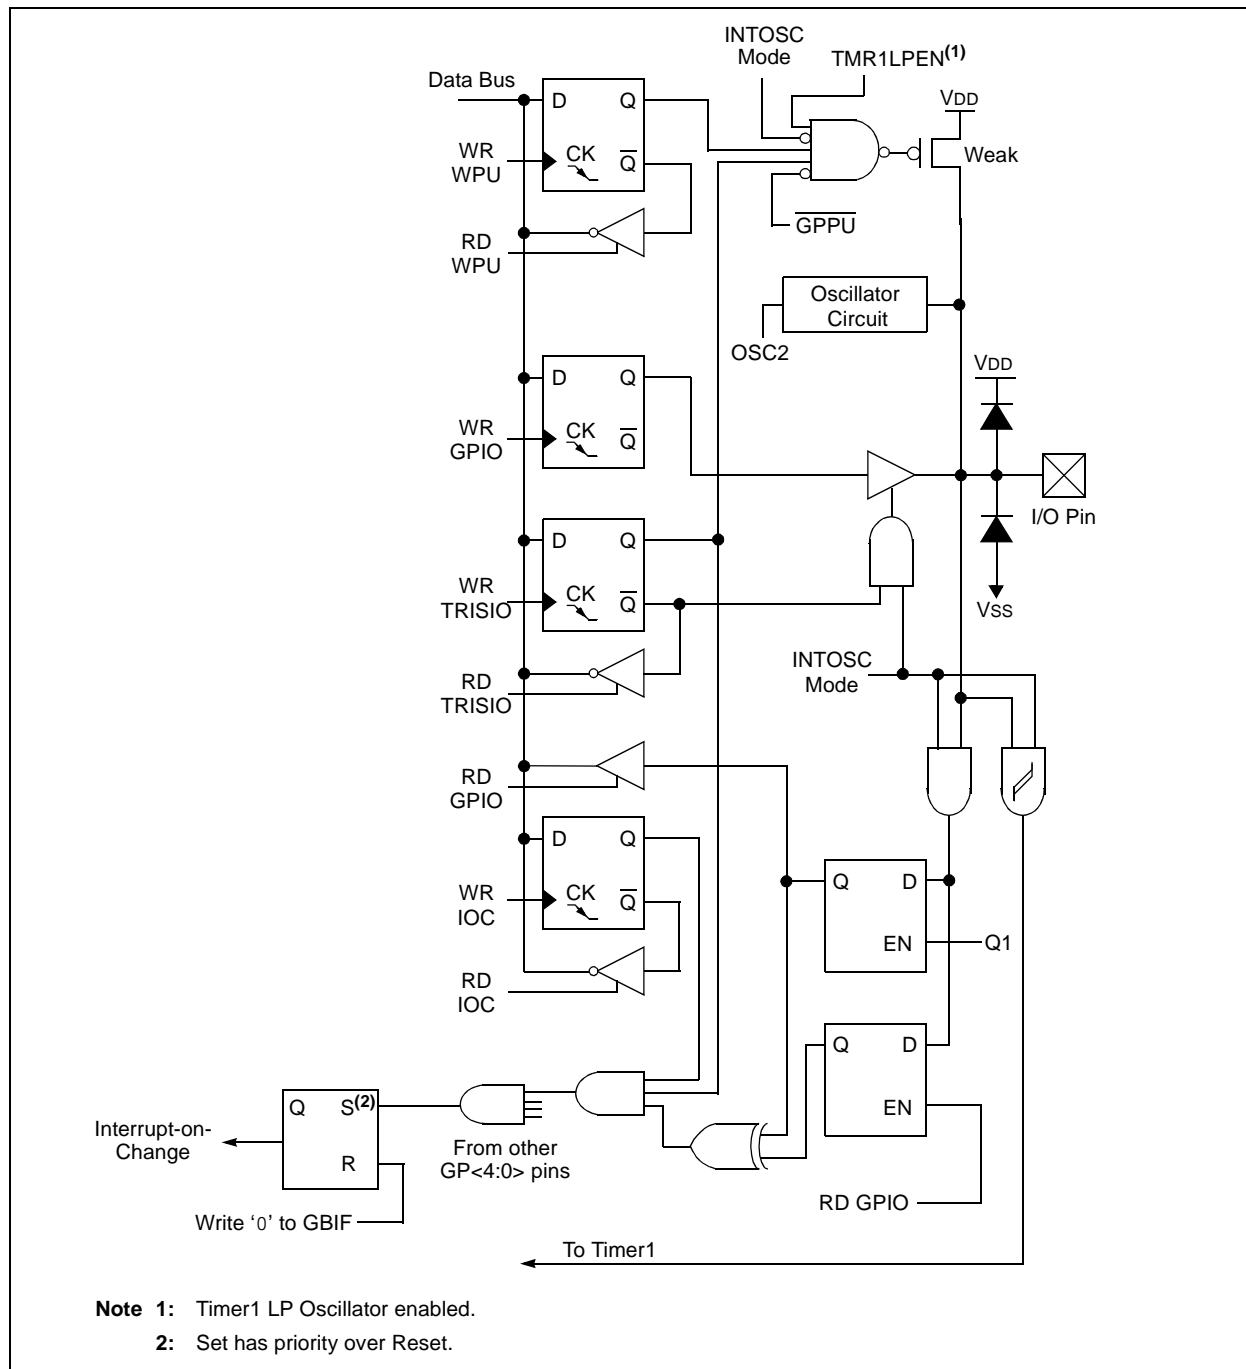 INTOSC
Mode
TMR1LPEN(1)
Data Bus
VDD
D
Q
WR
WPU
CK
Q
Weak
GPPU
RD
WPU
Oscillator
Circuit
OSC2
VDD
D
Q
WR
GPIO
CK
Q
I/O Pin
D
Q
WR
TRISIO
CK
Q
VSS
INTOSC
Mode
RD
TRISIO
RD
GPIO
D
Q
WR
IOC
CK
Q
Q
D
EN
Q1
RD
IOC
Q
D
EN
Q
S(2)
R
Interrupt-on-
Change
From other
GP<4:0> pins
RD GPIO
Write ‘0’ to GBIF
To Timer1
Note 1: Timer1 LP Oscillator enabled.
2: Set has priority over Reset.